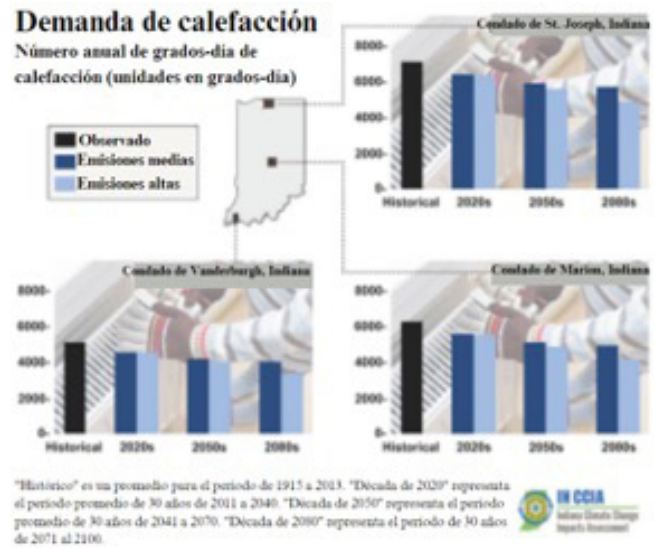 Demanda de calefacción
Número anual de grados-día de
calefacción (unidades en grados-día)
Observado
Emisiones medias
Emisiones altas
Condado de St. Joseph, Indiana
8000-
6000-
4000-
2000-
0-
Historical 2020s 2050s 2080s
Condado de Vanderburgh, Indiana
8000-
6000-
4000-
2000-
0-
Historical 2020s 2050s 2080s
Condado de Marion, Indiana
8000-
6000-
4000-
2000-
0-
Historical 2020s 2050s 2080s
"Histórico" es un promedio para el periodo de 1915 a 2013. "Década de 2020" representa
el periodo promedio de 30 años de 2011 a 2040. "Década de 2050" representa el periodo
promedio de 30 años de 2041 a 2070. "Década de 2080" representa el periodo de 30 años
de 2071 al 2100.
IN CCIA
Indiana Climate Change
Impacts Assessment